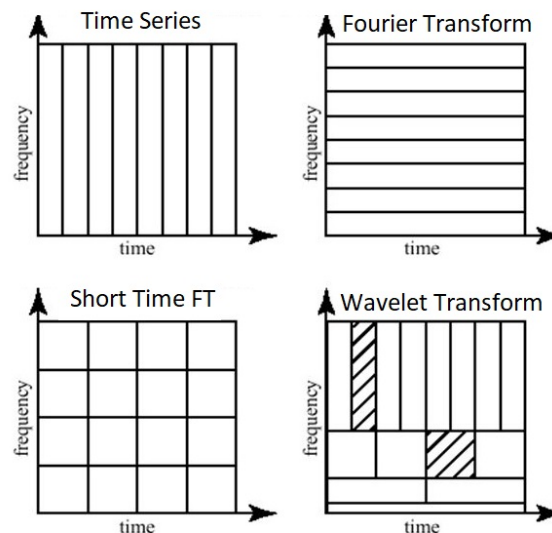 Time Series
frequency
time
Fourier Transform
frequency
time
Short Time FT
frequency
time
Wavelet Transform
frequency
time